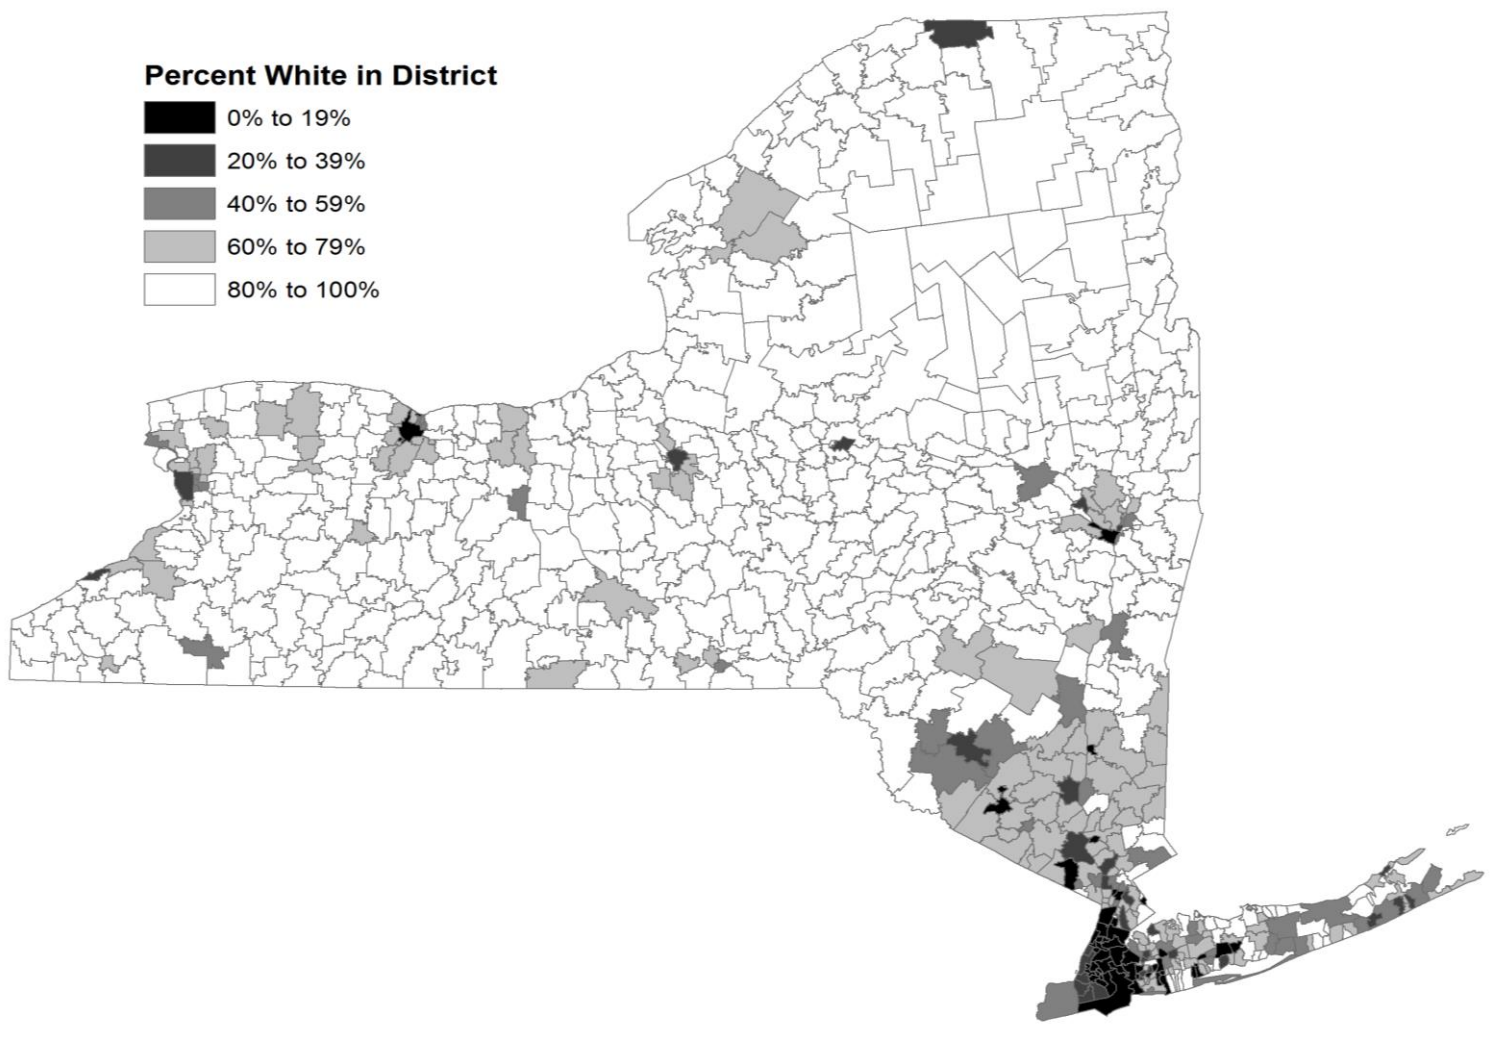 Percent White in District
0% to 19%
20% to 39%
40% to 59%
60% to 79%
80% to 100%